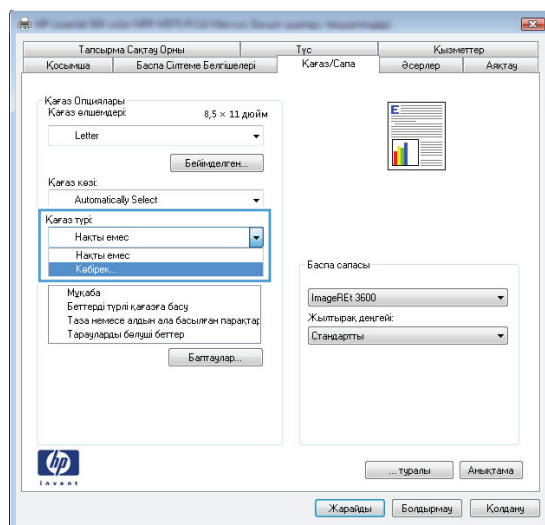 Тапсырма Сақтау Орны
Түс
Қызметтер
Қосымша
Баспа Сілтеме Белгішелері
Қағаз/Сапа
Әсерлер
Аяқтау
Қағаз Опциялары
Қағаз өлшемдері:
8,5 × 11 дюйм
Letter
Бейімделген...
Қағаз көзі:
Automatically Select
Қағаз түрі:
Нақты емес
Нақты емес
Көбірек...
Мұқаба
Беттерді түрлі қағазға басу
Таза немесе алдын ала басылған парақтар
Тарауларды бөлуші беттер
Баптаулар...
E
Баспа сапасы
ImageREt 3600
Жылтырақ деңгейі:
Стандартты
hp
invent
... туралы
Анықтама
Жарайды
Болдырмау
Қолдану